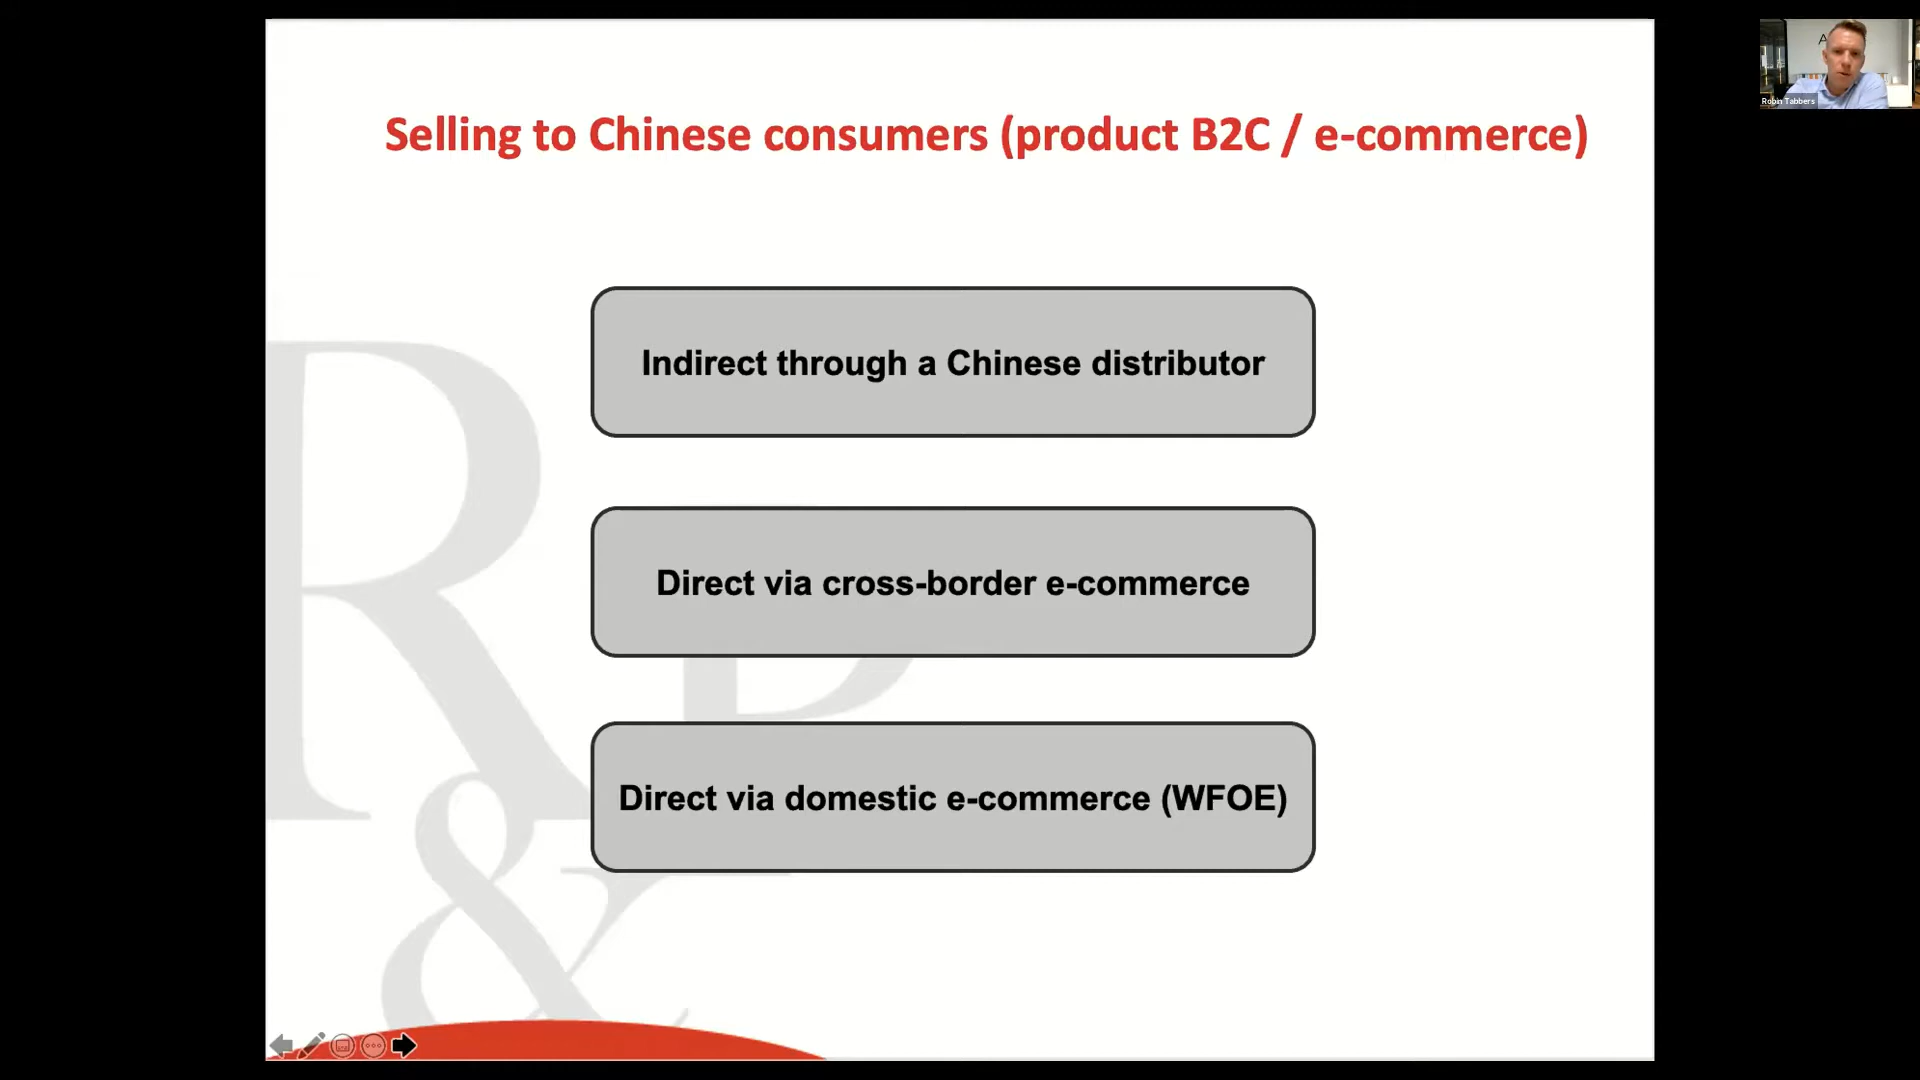 Selling to Chinese consumers (product B2C / e-commerce)
Indirect through a Chinese distributor
Direct via cross-border e-commerce
Direct via domestic e-commerce (WFOE)
Robin Tabbers
R
&